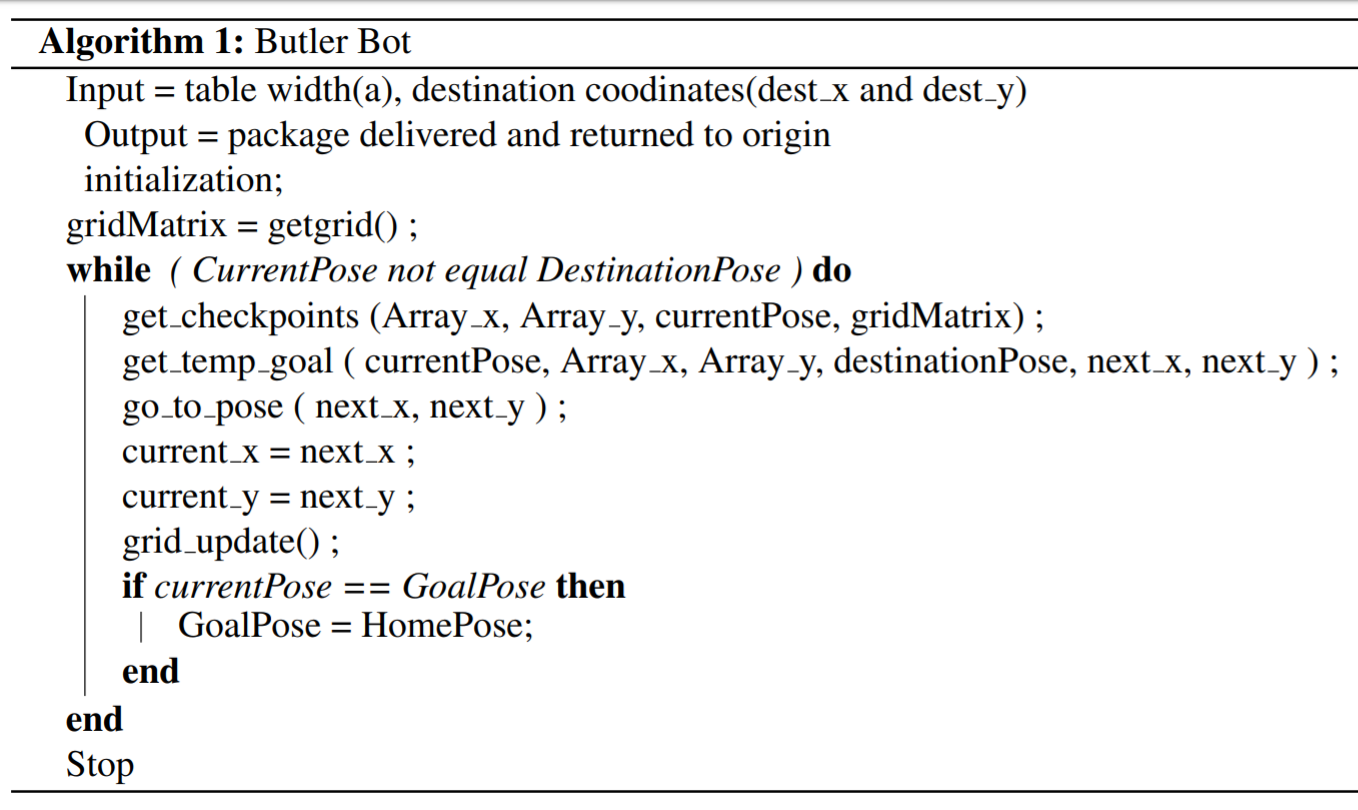 Algorithm 1: Butler Bot
Input = table width(a), destination coodinates(dest_x and dest_y)
Output = package delivered and returned to origin
initialization;
gridMatrix = getgrid() ;
while ( CurrentPose not equal DestinationPose ) do
get_checkpoints (Array_x, Array_y, currentPose, gridMatrix) ;
get_temp_goal ( currentPose, Array_x, Array_y, destinationPose, next_x, next_y ) ;
go_to_pose ( next_x, next_y ) ;
current_x = next_x ;
current_y = next_y ;
grid_update() ;
if currentPose == GoalPose then
GoalPose = HomePose;
end
end
Stop